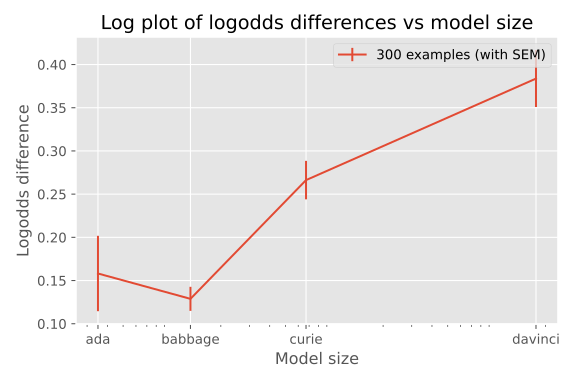 Log plot of logodds differences vs model size
300 examples (with SEM)
Logodds difference
0.40
0.35
0.30
0.25
0.20
0.15
0.10
ada babbage curie davinci
Model size